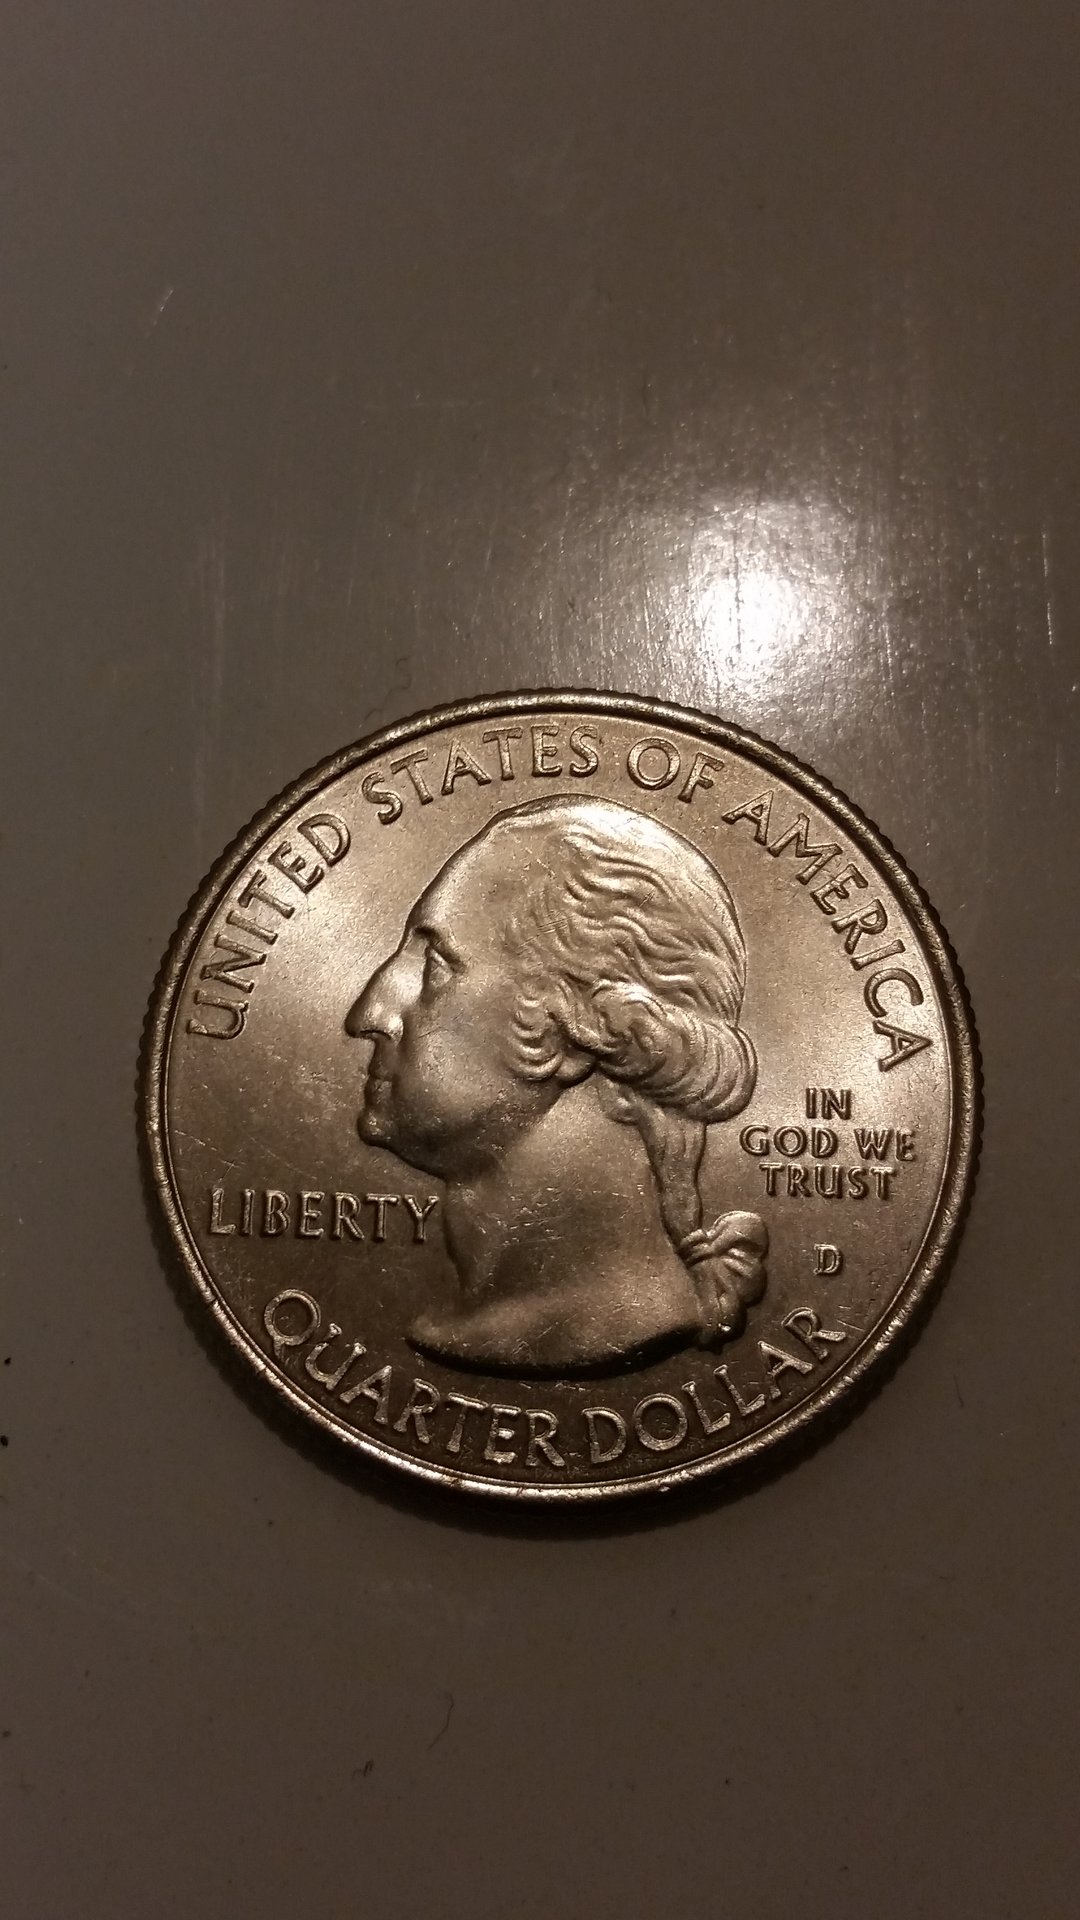 UNITED STATES OF AMERICA
LIBERTY
IN
GOD WE
TRUST
D
QUARTER DOLLAR